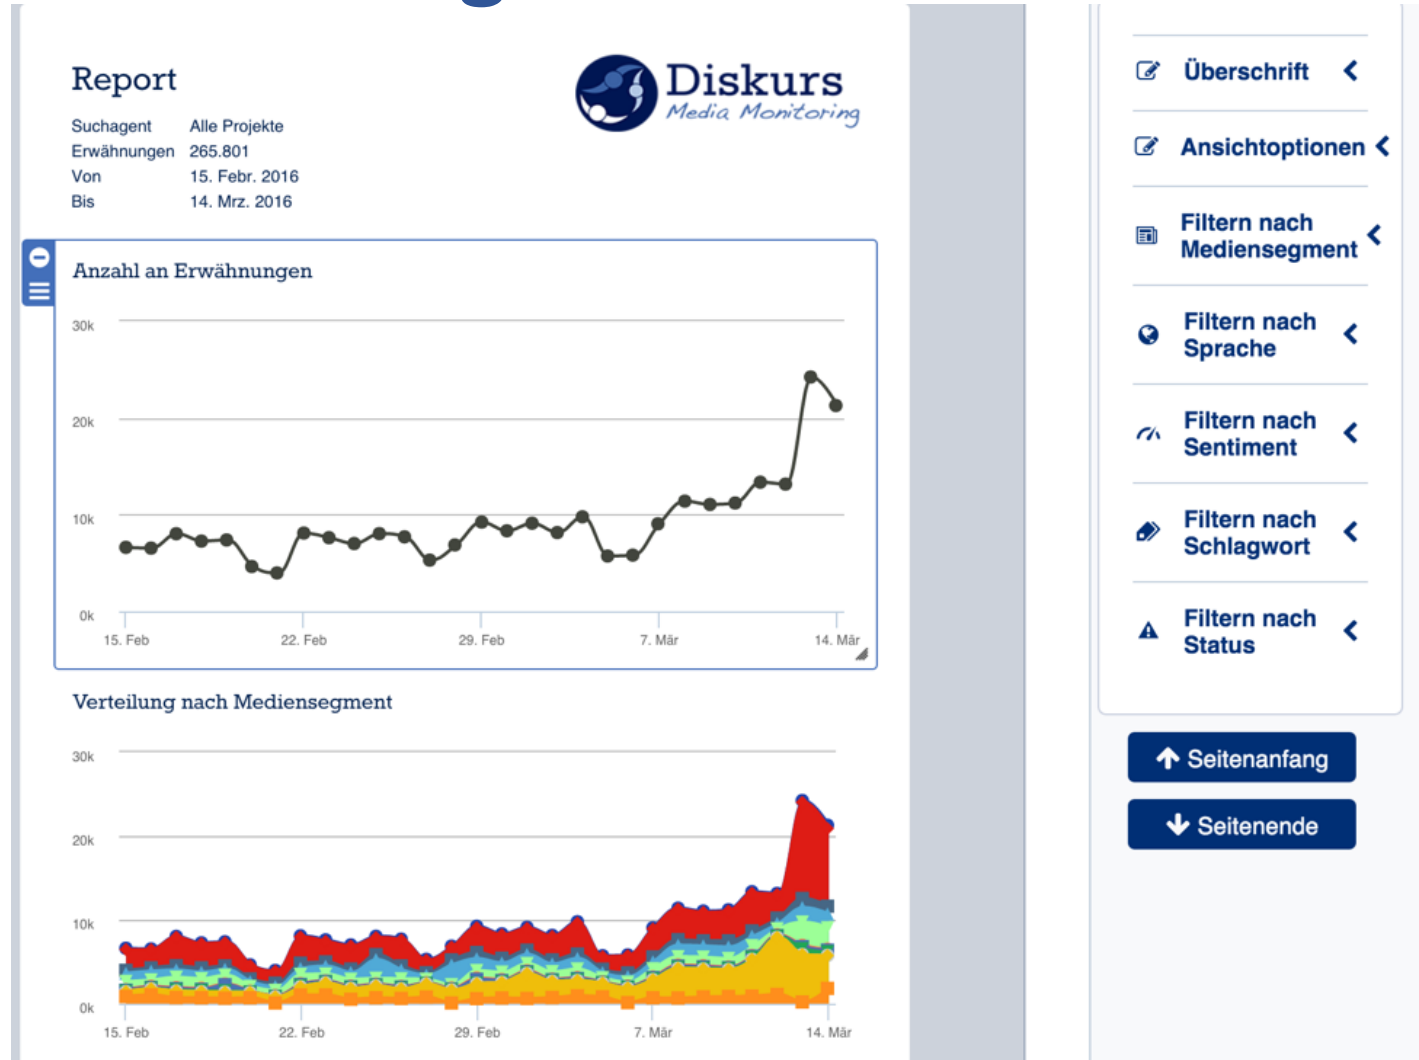 Report
Diskurs
Media Monitoring
Suchagent Alle Projekte
Erwähnungen 265.801
Von 15. Febr. 2016
Bis 14. Mrz. 2016
Anzahl an Erwähnungen
30k
20k
10k
0k
15. Feb 22. Feb 29. Feb 7. Mär 14. Mär
Verteilung nach Mediensegment
30k
20k
10k
0k
15. Feb 22. Feb 29. Feb 7. Mär 14. Mär
Überschrift
Ansichtoptionen
Filtern nach
Mediensegment
Filtern nach
Sprache
Filtern nach
Sentiment
Filtern nach
Schlagwort
Filtern nach
Status
Seitenanfang
Seitenende